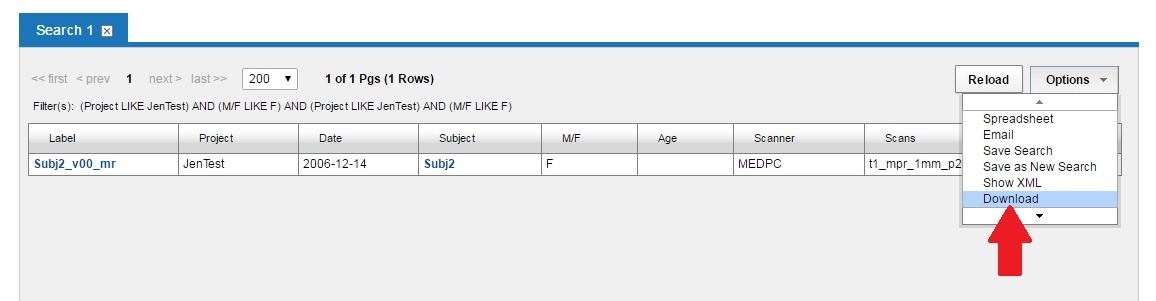 Search 1
<< first < prev 1 next > last >> 200 1 of 1 Pgs (1 Rows) Reload Options
Filter(s): (Project LIKE JenTest) AND (M/F LIKE F) AND (Project LIKE JenTest) AND (M/F LIKE F)
Label Project Date Subject M/F Age Scanner Scans
Subj2_v00_mr JenTest 2006-12-14 Subj2 F MEDPC t1_mpr_1mm_p2
Spreadsheet
Email
Save Search
Save as New Search
Show XML
Download